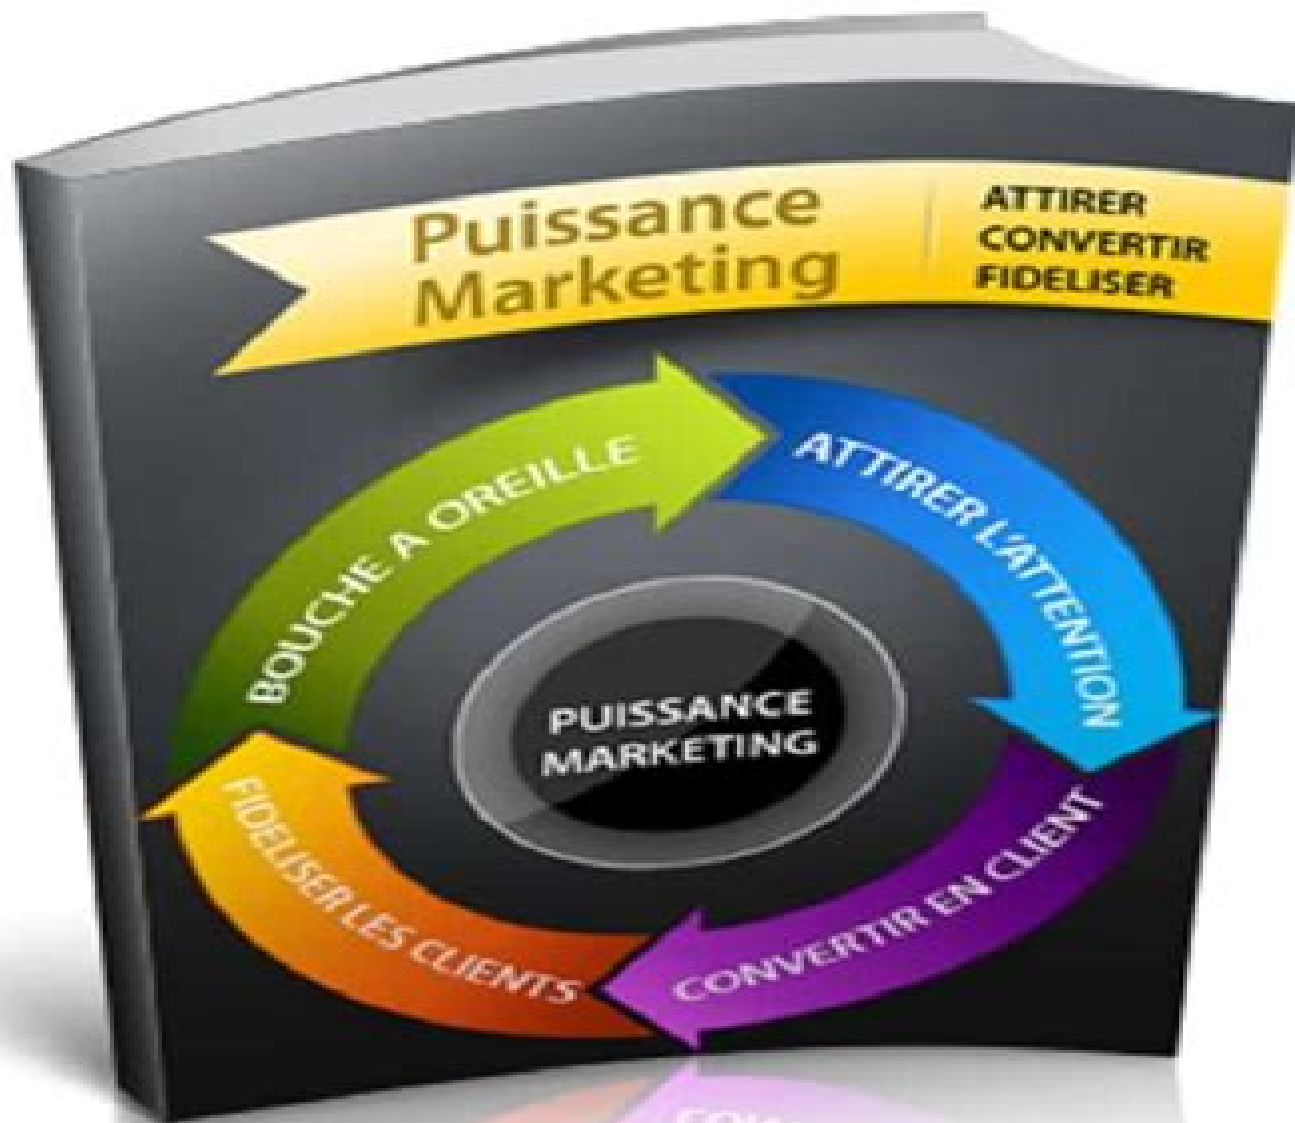 Puissance
Marketing
ATTIRER
CONVERTIR
FIDELISER
BOUCHE A OREILLE
ATTIRER L'ATTENTION
PUISSANCE
MARKETING
FIDELISER LES CLIENTS
CONVERTIR EN CLIENT